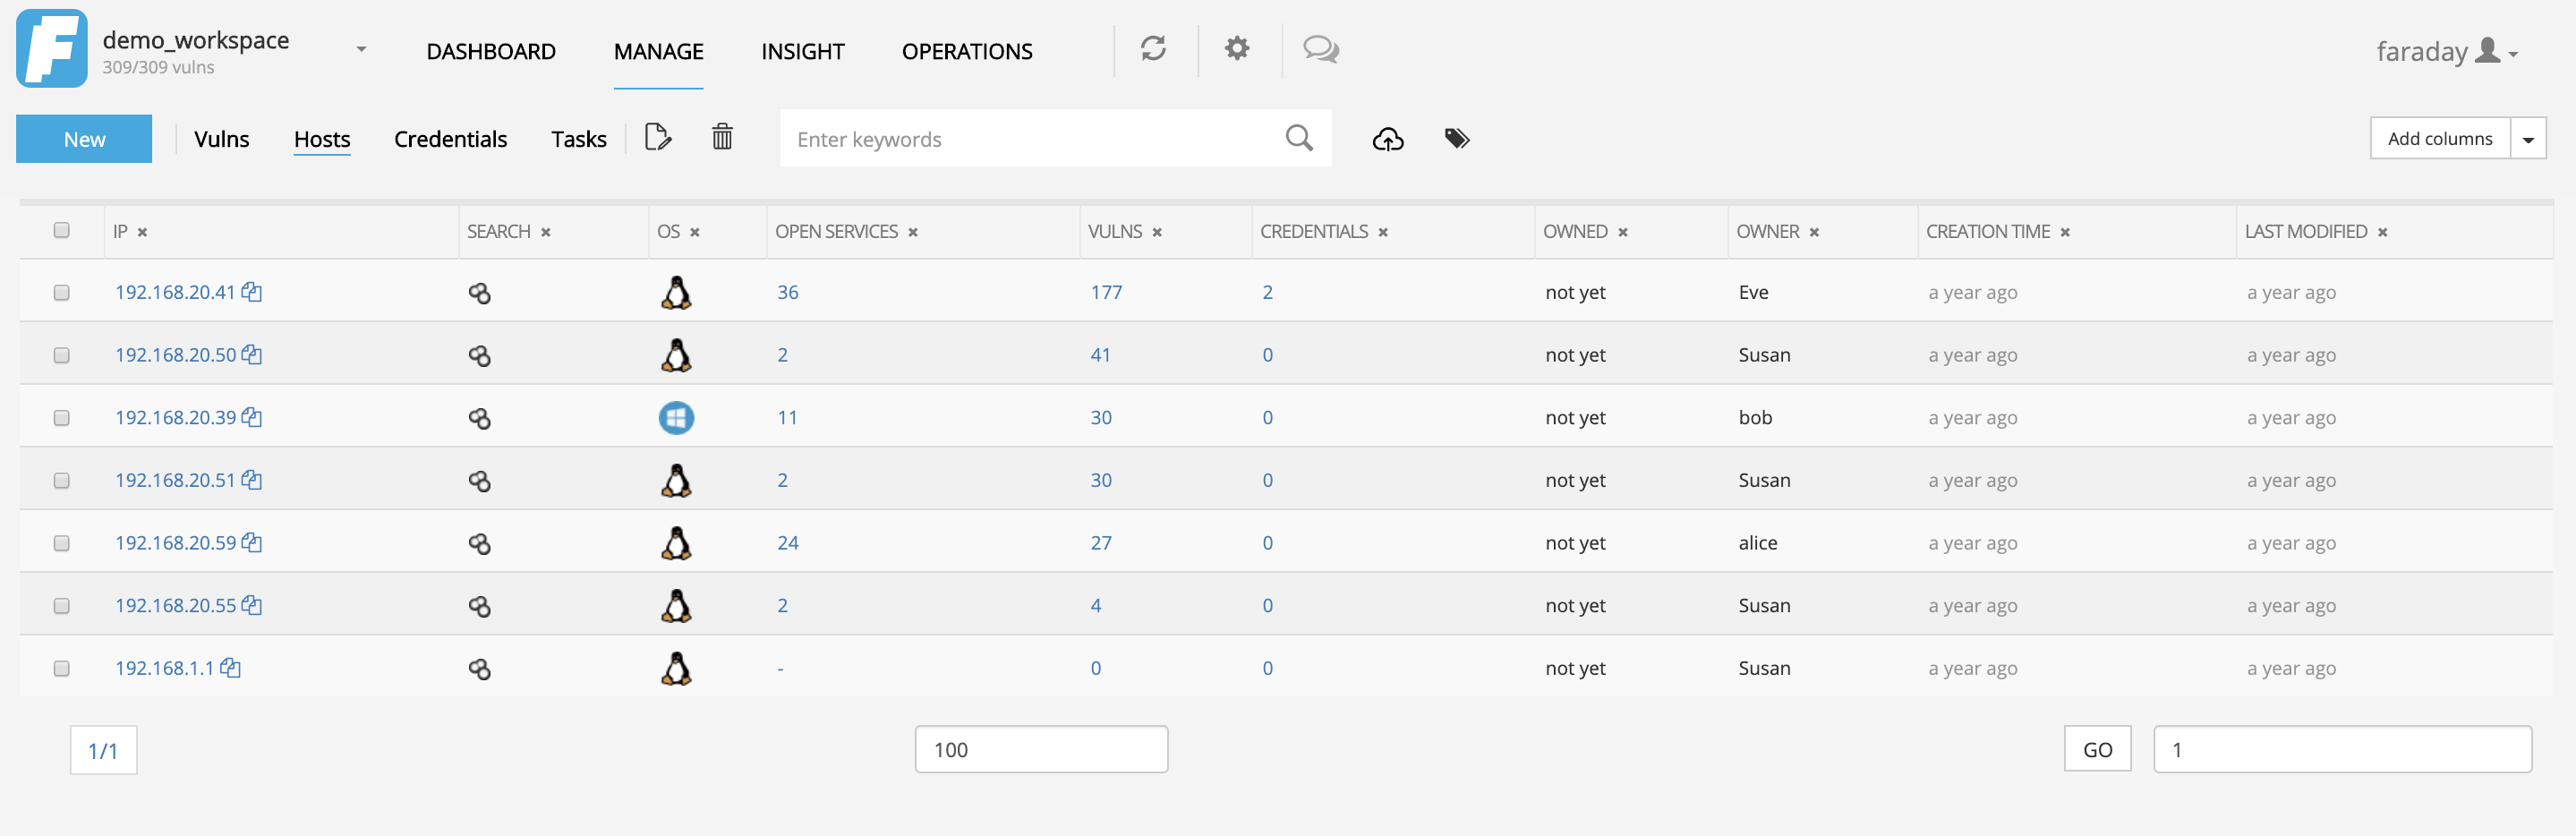 demo_workspace
309/309 vulns
DASHBOARD MANAGE INSIGHT OPERATIONS
faraday
New Vulns Hosts Credentials Tasks Enter keywords Add columns
IP SEARCH OS OPEN SERVICES VULNS CREDENTIALS OWNED OWNER CREATION TIME LAST MODIFIED
192.168.20.41 36 177 2 not yet Eve a year ago a year ago
192.168.20.50 2 41 0 not yet Susan a year ago a year ago
192.168.20.39 11 30 0 not yet bob a year ago a year ago
192.168.20.51 2 30 0 not yet Susan a year ago a year ago
192.168.20.59 24 27 0 not yet alice a year ago a year ago
192.168.20.55 2 4 0 not yet Susan a year ago a year ago
192.168.1.1 - 0 0 not yet Susan a year ago a year ago
1/1 100 GO 1